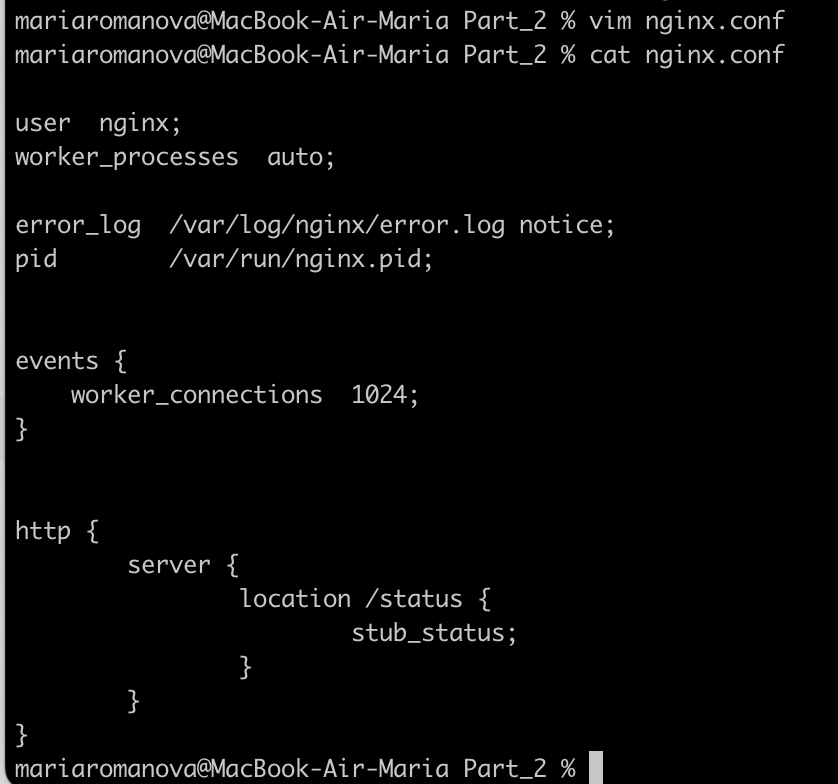 mariaromanova@MacBook-Air-Maria Part_2 % vim nginx.conf
mariaromanova@MacBook-Air-Maria Part_2 % cat nginx.conf

user  nginx;
worker_processes  auto;

error_log  /var/log/nginx/error.log notice;
pid        /var/run/nginx.pid;


events {
    worker_connections  1024;
}


http {
        server {
                location /status {
                        stub_status;
                }
        }
}
mariaromanova@MacBook-Air-Maria Part_2 %